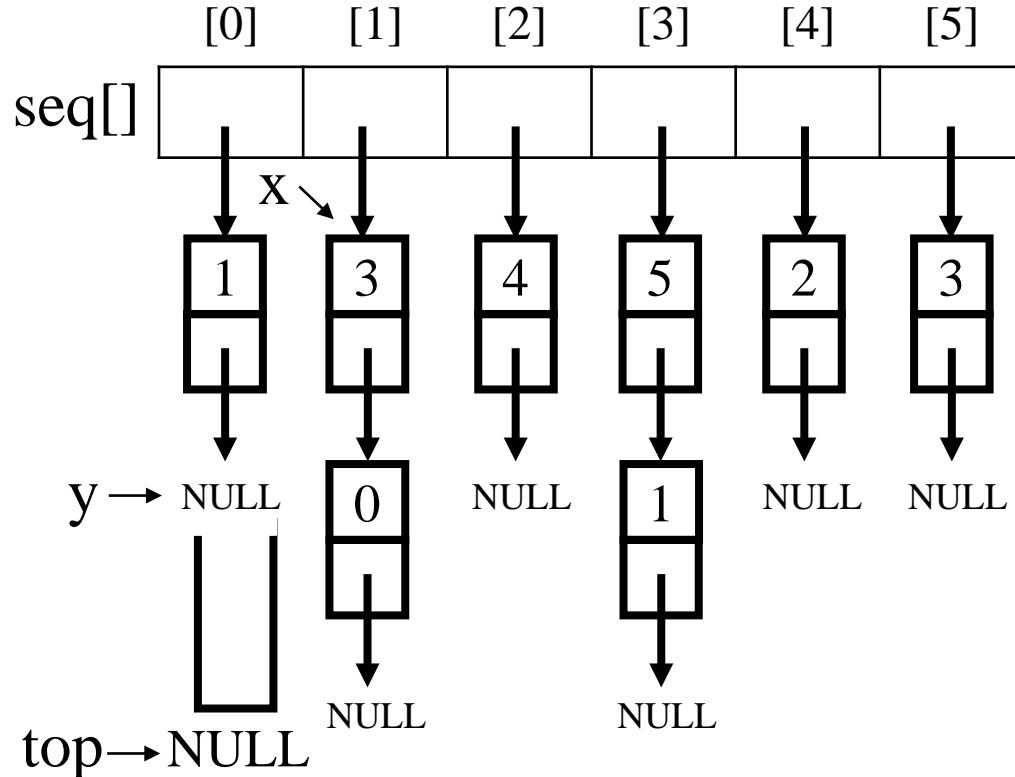 [0] [1] [2] [3] [4] [5]
seq[]
x
1 3 4 5 2 3
y NULL 0 NULL 1 NULL NULL
NULL NULL
top NULL